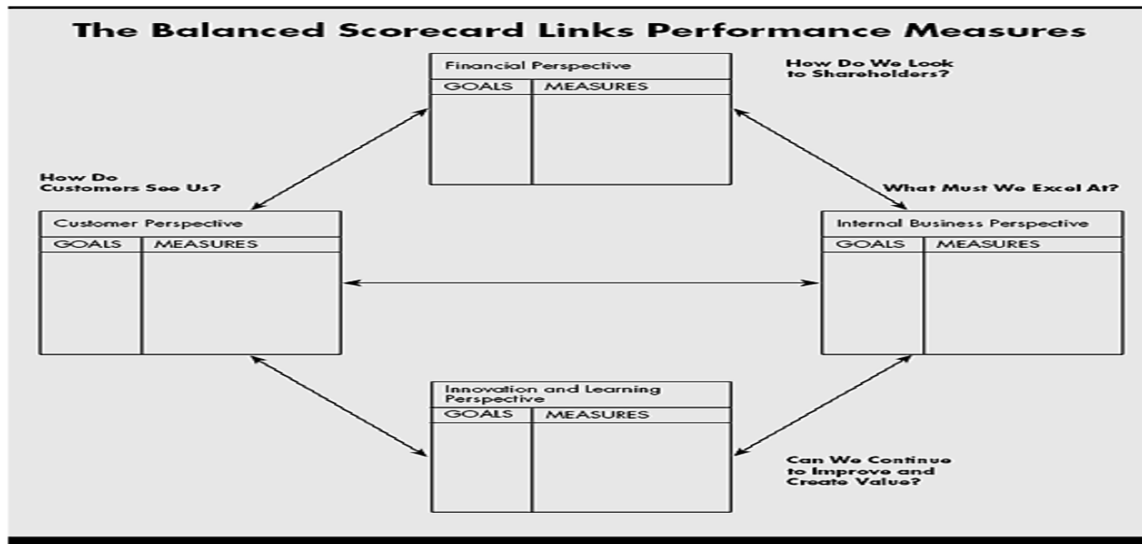 The Balanced Scorecard Links Performance Measures
Financial Perspective
GOALS MEASURES
How Do We Look
to Shareholders?
How Do
Customers See Us?
What Must We Excel At?
Customer Perspective
GOALS MEASURES
Internal Business Perspective
GOALS MEASURES
Innovation and Learning
Perspective
GOALS MEASURES
Can We Continue
to Improve and
Create Value?